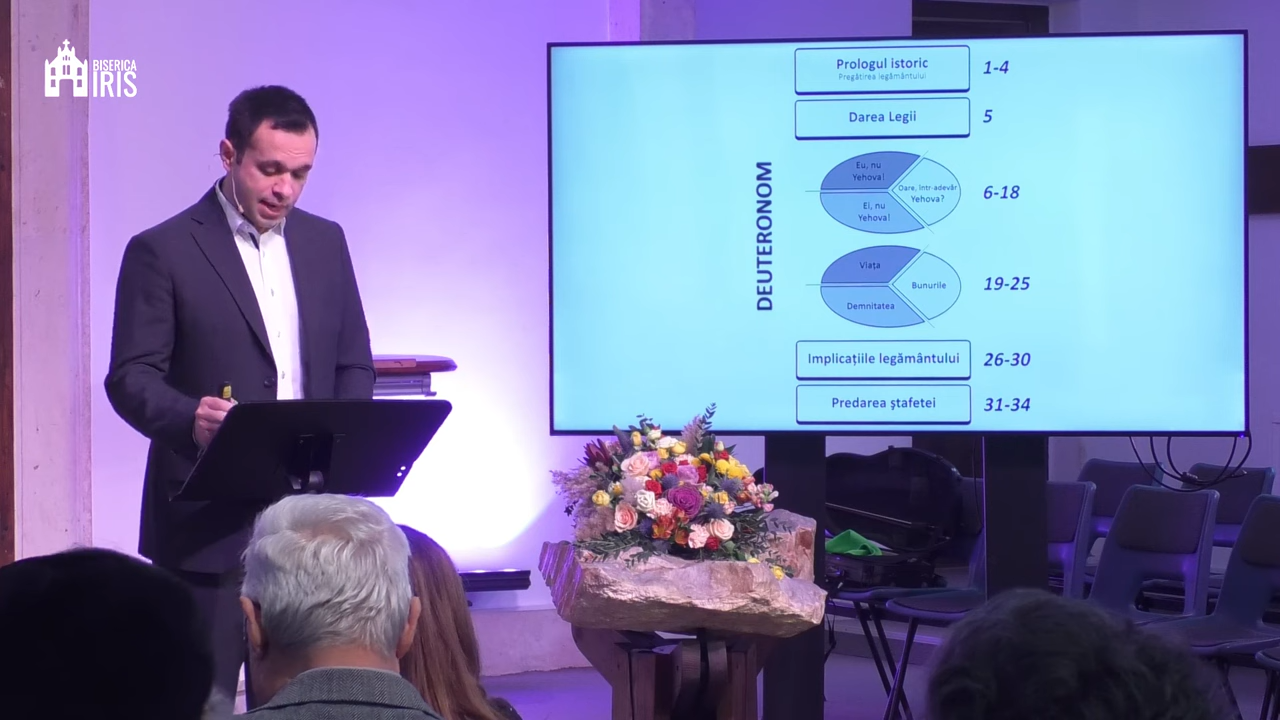 BISERICA
IRIS
DEUTERONOM
Prologul istoric
Pregătirea legământului
1-4
Darea Legii
5
Eu, nu
Yehova!
Oare, într-adevăr
Yehova?
Ei, nu
Yehova!
6-18
Viața
Bunurile
Demnitatea
19-25
Implicațiile legământului
26-30
Predarea ștafetei
31-34